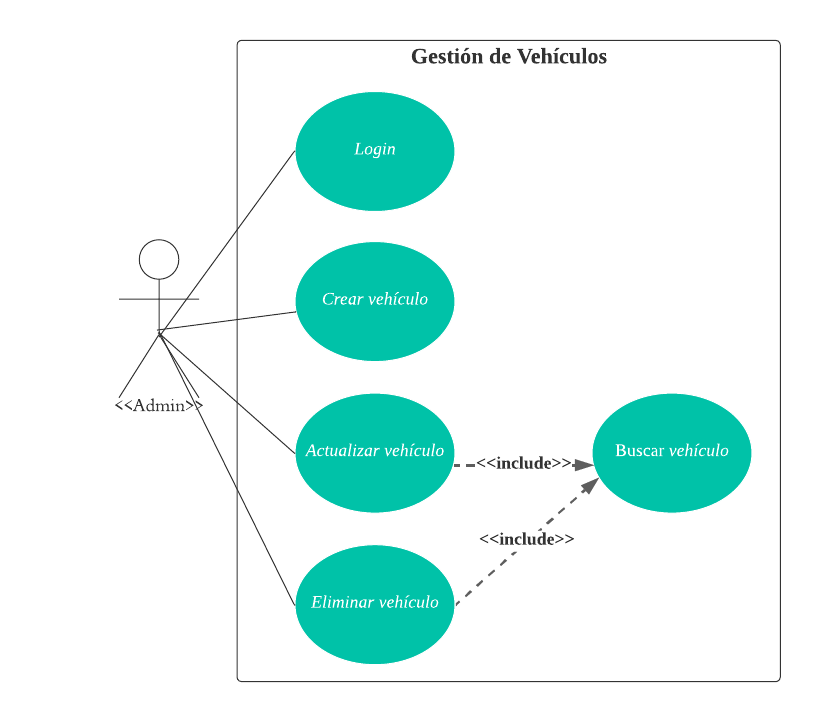 Gestión de Vehículos
Login
Crear vehículo
<<Admin>>
Actualizar vehículo
<<include>>
Buscar vehículo
<<include>>
Eliminar vehículo